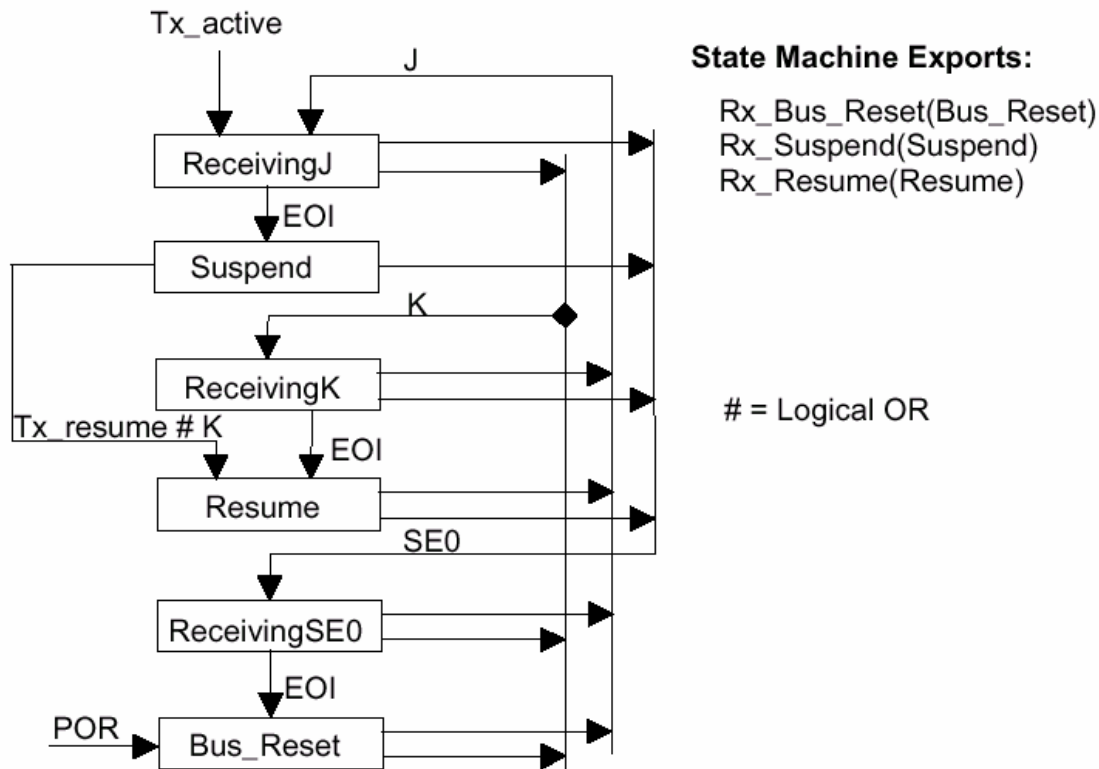 Tx_active
J
State Machine Exports:
Rx_Bus_Reset(Bus_Reset)
Rx_Suspend(Suspend)
Rx_Resume(Resume)
ReceivingJ
EOI
Suspend
K
ReceivingK
# = Logical OR
Tx_resume # K
EOI
Resume
SE0
ReceivingSE0
EOI
POR
Bus_Reset